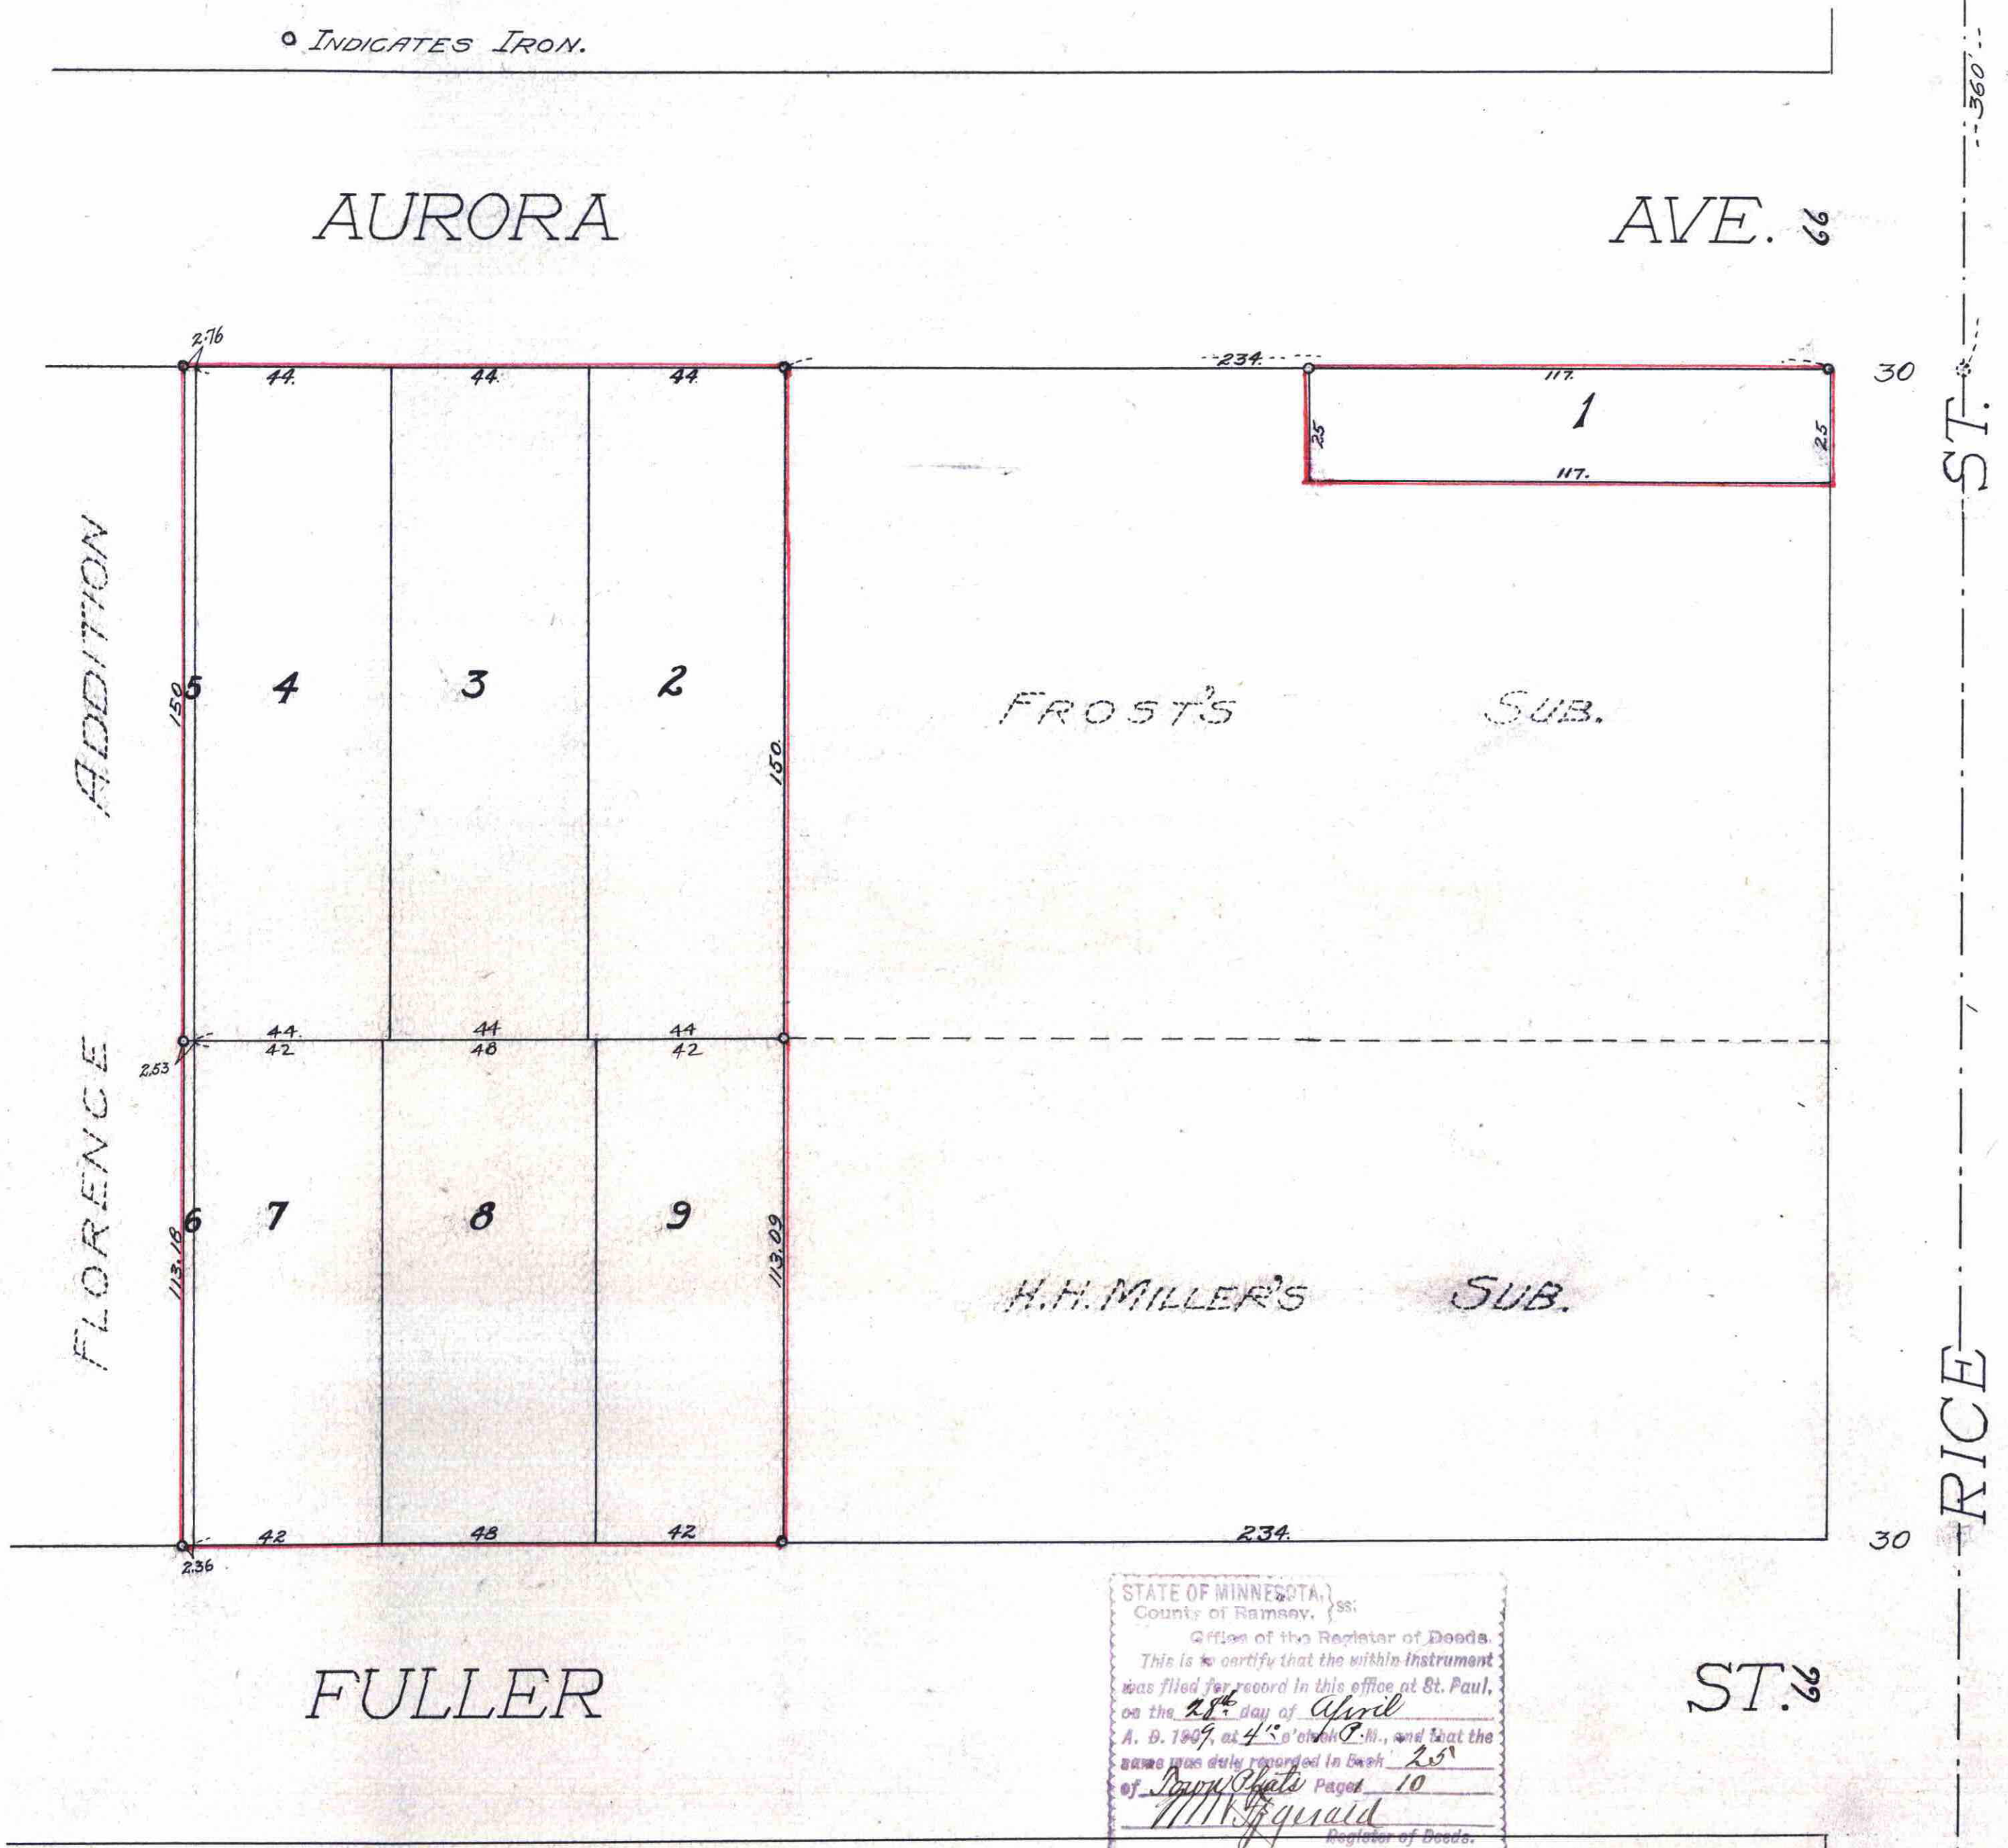 INDICATES IRON.
360'
AURORA AVE. 66
2.76
44. 44. 44. 234. 117. 30
1
25 25
117.
ST.
ADDITION
5 4 3 2
150
150.
FROST'S SUB.
44. 44 44
42 48 42
2.53
FLORENCE
6 7 8 9
113.18
113.09
H.H. MILLER'S SUB.
RICE
42 48 42 234. 30
2.36
FULLER ST. 66
STATE OF MINNESOTA, } ss:
County of Ramsey.
Office of the Register of Deeds.
This is to certify that the within instrument
was filed for record in this office at St. Paul,
on the 28th day of April
A. D. 1909, at 4 o'clock P. M., and that the
same was duly recorded in Book 25
of Town Plats Page 10
Register of Deeds.